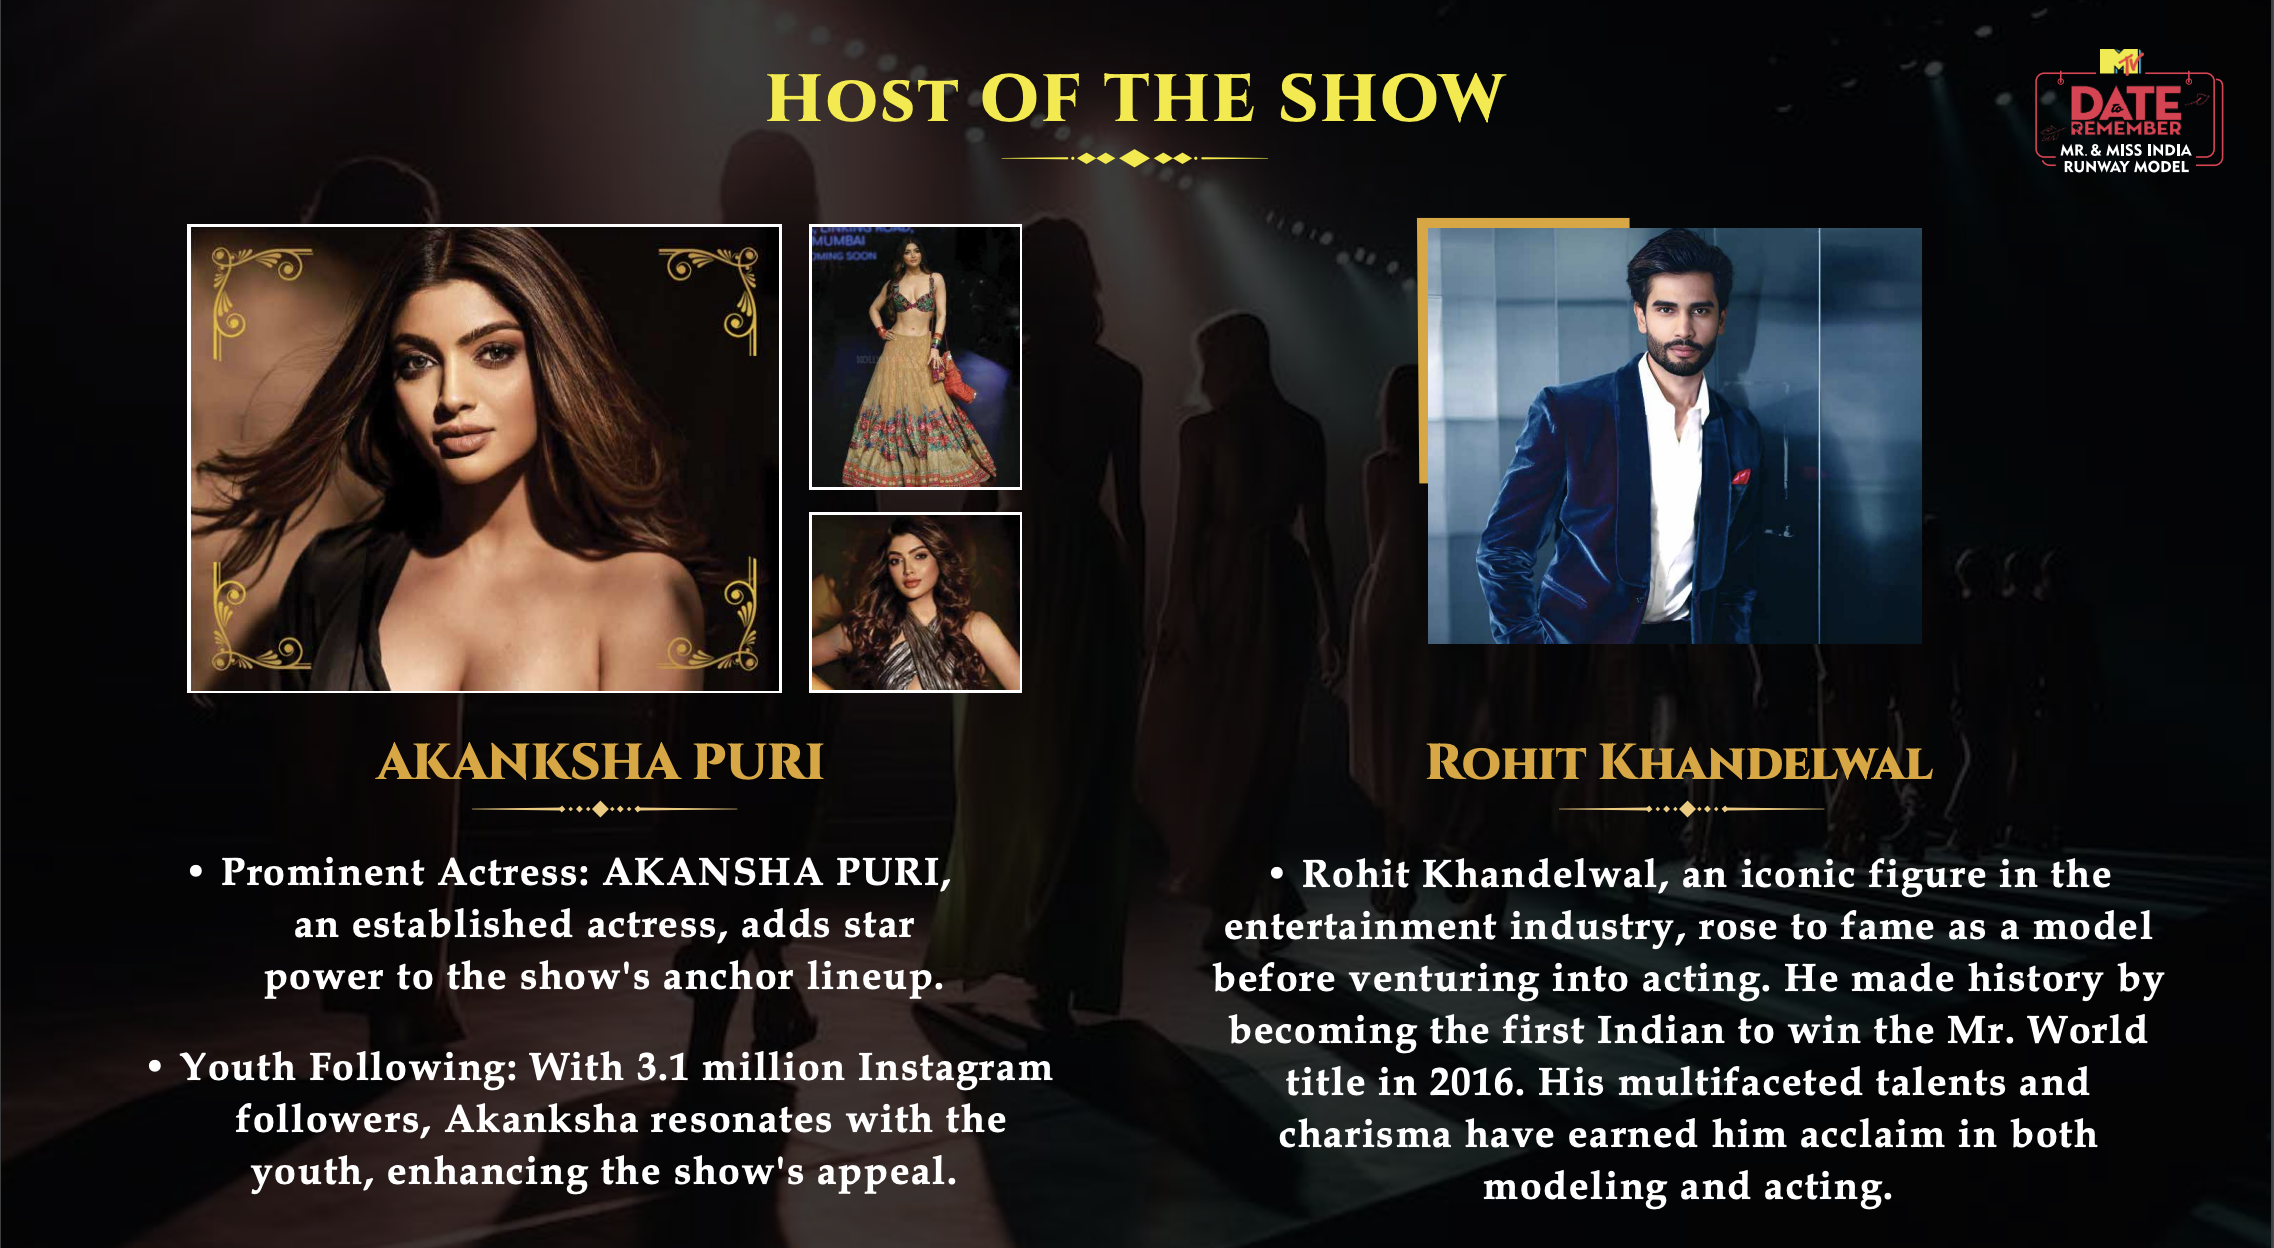 HOST OF THE SHOW
MTV
DATE
to
REMEMBER
MR. & MISS INDIA
RUNWAY MODEL
LINKING ROAD,
MUMBAI
OMING SOON
AKANKSHA PURI
• Prominent Actress: AKANSHA PURI,
an established actress, adds star
power to the show's anchor lineup.
• Youth Following: With 3.1 million Instagram
followers, Akanksha resonates with the
youth, enhancing the show's appeal.
ROHIT KHANDELWAL
• Rohit Khandelwal, an iconic figure in the
entertainment industry, rose to fame as a model
before venturing into acting. He made history by
becoming the first Indian to win the Mr. World
title in 2016. His multifaceted talents and
charisma have earned him acclaim in both
modeling and acting.